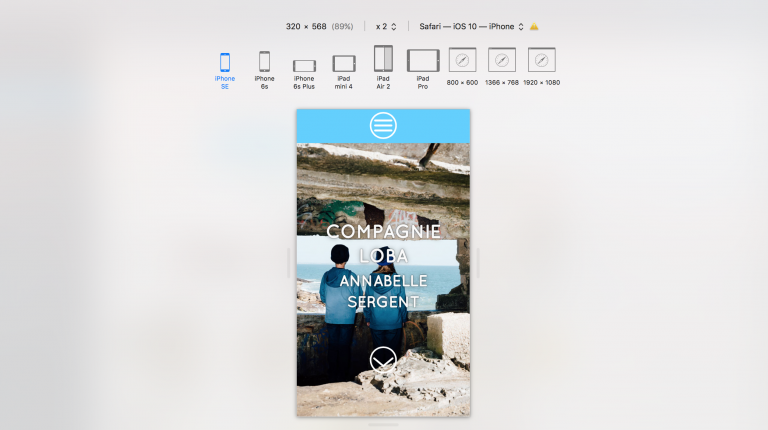 320 × 568 (89%) x 2 Safari — iOS 10 — iPhone
iPhone SE
iPhone 6s
iPhone 6s Plus
iPad mini 4
iPad Air 2
iPad Pro
800 × 600
1366 × 768
1920 × 1080
COMPAGNIE
LOBA
ANNABELLE
SERGENT